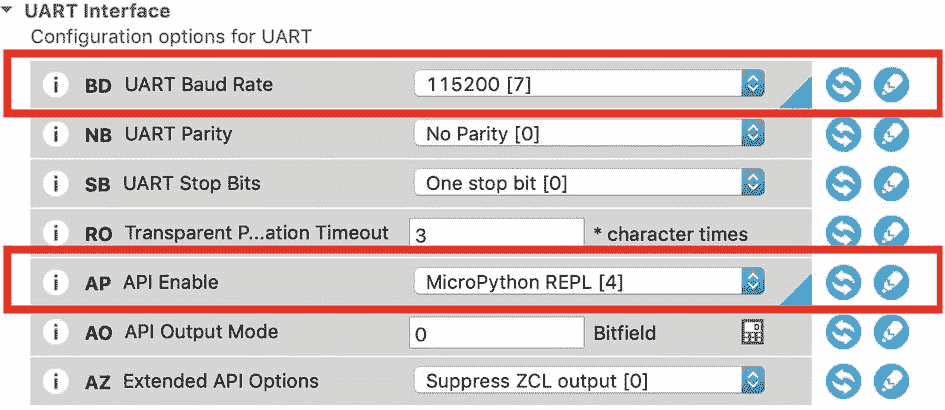 UART Interface
Configuration options for UART
i BD UART Baud Rate 115200 [7]
i NB UART Parity No Parity [0]
i SB UART Stop Bits One stop bit [0]
i RO Transparent P...ation Timeout 3 * character times
i AP API Enable MicroPython REPL [4]
i AO API Output Mode 0 Bitfield
i AZ Extended API Options Suppress ZCL output [0]